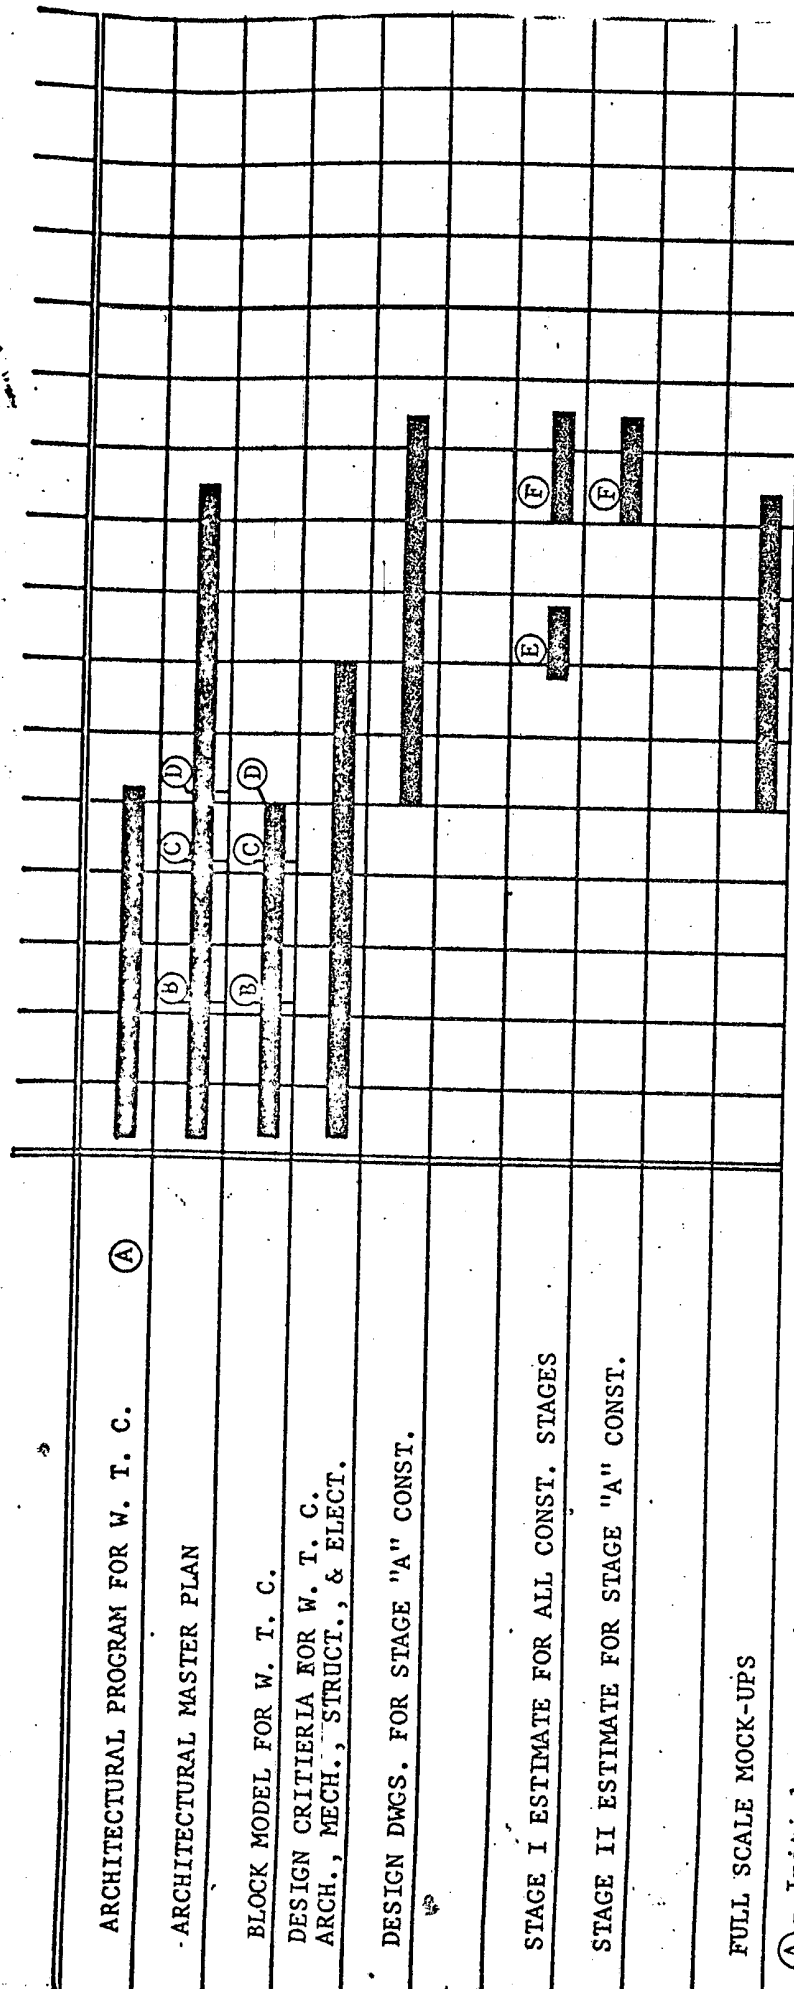 ARCHITECTURAL PROGRAM FOR W. T. C. A
ARCHITECTURAL MASTER PLAN B C D
BLOCK MODEL FOR W. T. C. B C D
DESIGN CRITIERIA FOR W. T. C.
ARCH., MECH., STRUCT., & ELECT.
DESIGN DWGS. FOR STAGE "A" CONST.
STAGE I ESTIMATE FOR ALL CONST. STAGES E F
STAGE II ESTIMATE FOR STAGE "A" CONST. F
FULL SCALE MOCK-UPS
A - Initial